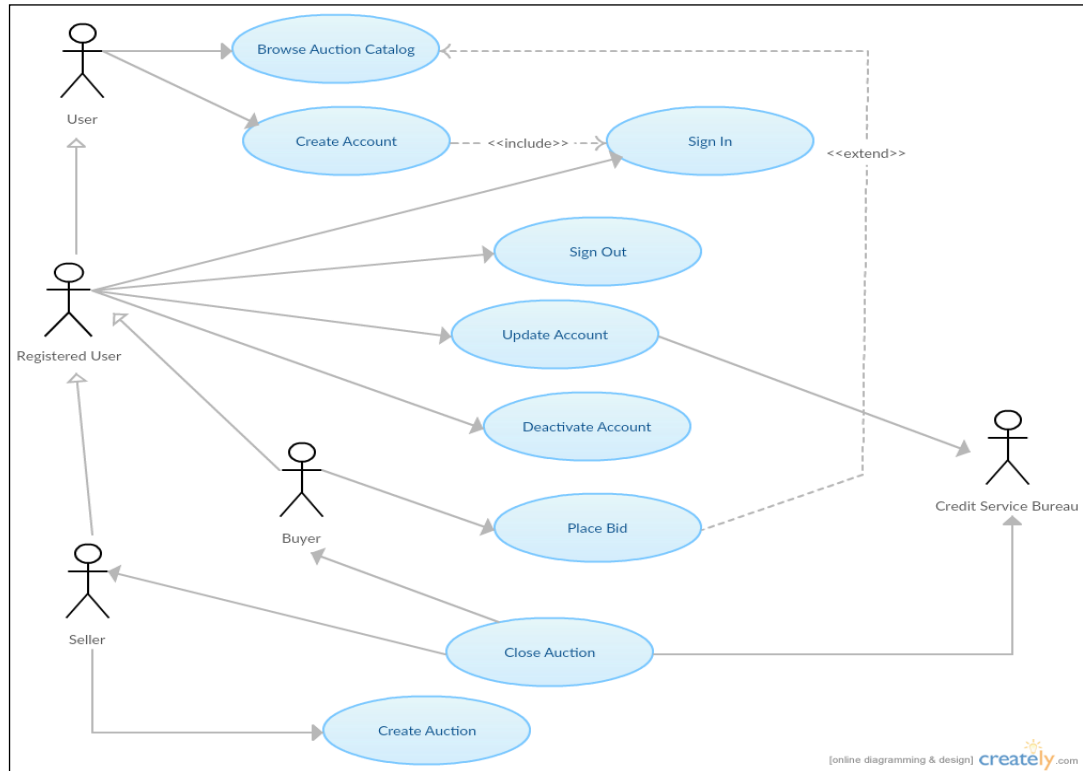 Browse Auction Catalog
User
Create Account
<<include>>
Sign In
<<extend>>
Sign Out
Update Account
Registered User
Deactivate Account
Credit Service Bureau
Place Bid
Buyer
Seller
Close Auction
Create Auction
[online diagramming & design] creately.com